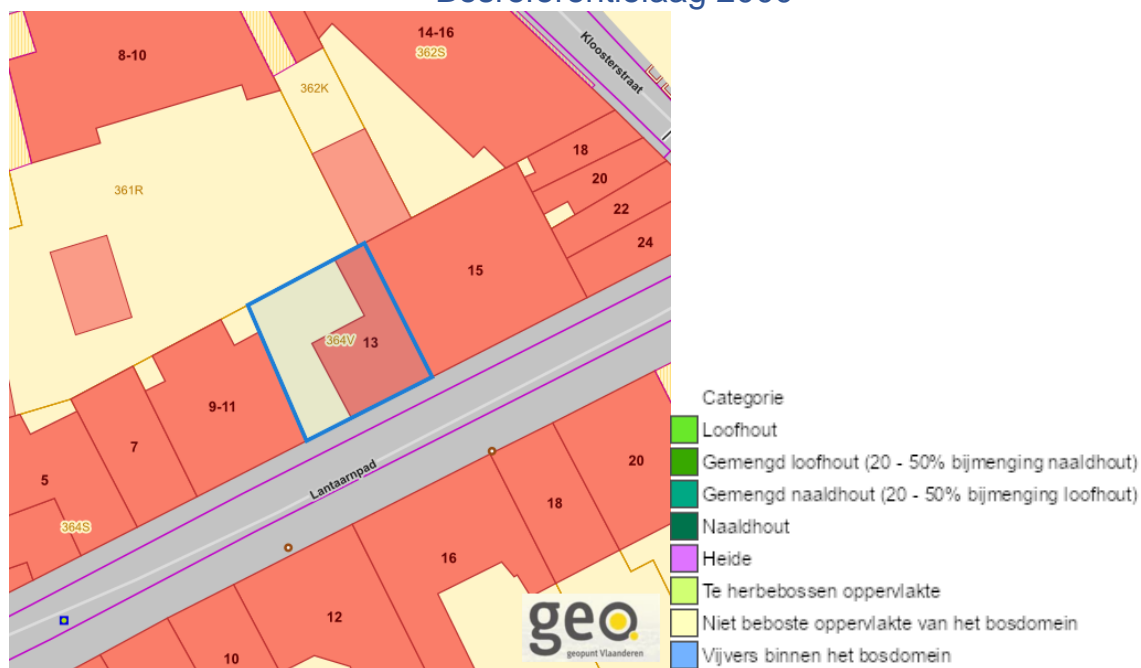 8-10
14-16
362S
Kloosterstraat
362K
18
361R
20
22
24
15
364V
13
9-11
7
5
Lantaarnpad
20
18
364S
16
12
10
geo
geopunt Vlaanderen
Categorie
Loofhout
Gemengd loofhout (20 - 50% bijmenging naaldhout)
Gemengd naaldhout (20 - 50% bijmenging loofhout)
Naaldhout
Heide
Te herbebossen oppervlakte
Niet beboste oppervlakte van het bosdomein
Vijvers binnen het bosdomein